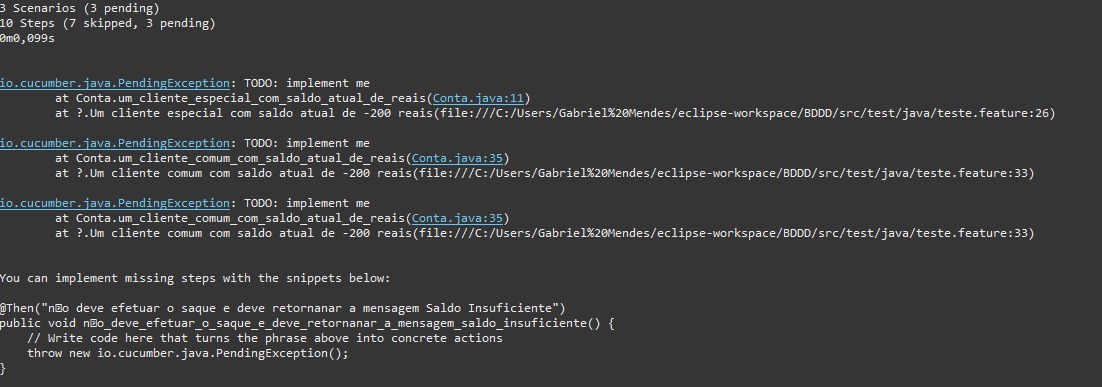 3 Scenarios (3 pending)
10 Steps (7 skipped, 3 pending)
0m0,099s
io.cucumber.java.PendingException: TODO: implement me
at Conta.um_cliente_especial_com_saldo_atual_de_reais(Conta.java:11)
at ?.Um cliente especial com saldo atual de -200 reais(file:///C:/Users/Gabriel%20Mendes/eclipse-workspace/BDDD/src/test/java/teste.feature:26)
io.cucumber.java.PendingException: TODO: implement me
at Conta.um_cliente_comum_com_saldo_atual_de_reais(Conta.java:35)
at ?.Um cliente comum com saldo atual de -200 reais(file:///C:/Users/Gabriel%20Mendes/eclipse-workspace/BDDD/src/test/java/teste.feature:33)
io.cucumber.java.PendingException: TODO: implement me
at Conta.um_cliente_comum_com_saldo_atual_de_reais(Conta.java:35)
at ?.Um cliente comum com saldo atual de -200 reais(file:///C:/Users/Gabriel%20Mendes/eclipse-workspace/BDDD/src/test/java/teste.feature:33)
You can implement missing steps with the snippets below:
@Then("n�o deve efetuar o saque e deve retornanar a mensagem Saldo Insuficiente")
public void n�o_deve_efetuar_o_saque_e_deve_retornanar_a_mensagem_saldo_insuficiente() {
// Write code here that turns the phrase above into concrete actions
throw new io.cucumber.java.PendingException();
}